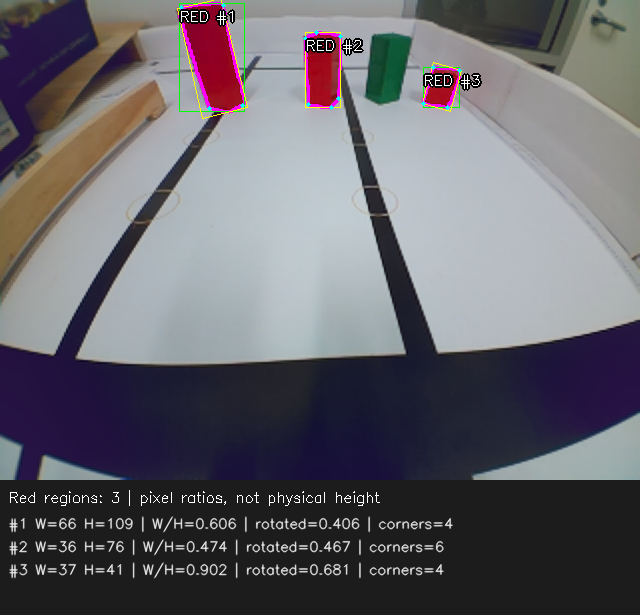 RED #1
RED #2
RED #3
Red regions: 3 | pixel ratios, not physical height
#1 W=66 H=109 | W/H=0.606 | rotated=0.406 | corners=4
#2 W=36 H=76 | W/H=0.474 | rotated=0.467 | corners=6
#3 W=37 H=41 | W/H=0.902 | rotated=0.681 | corners=4